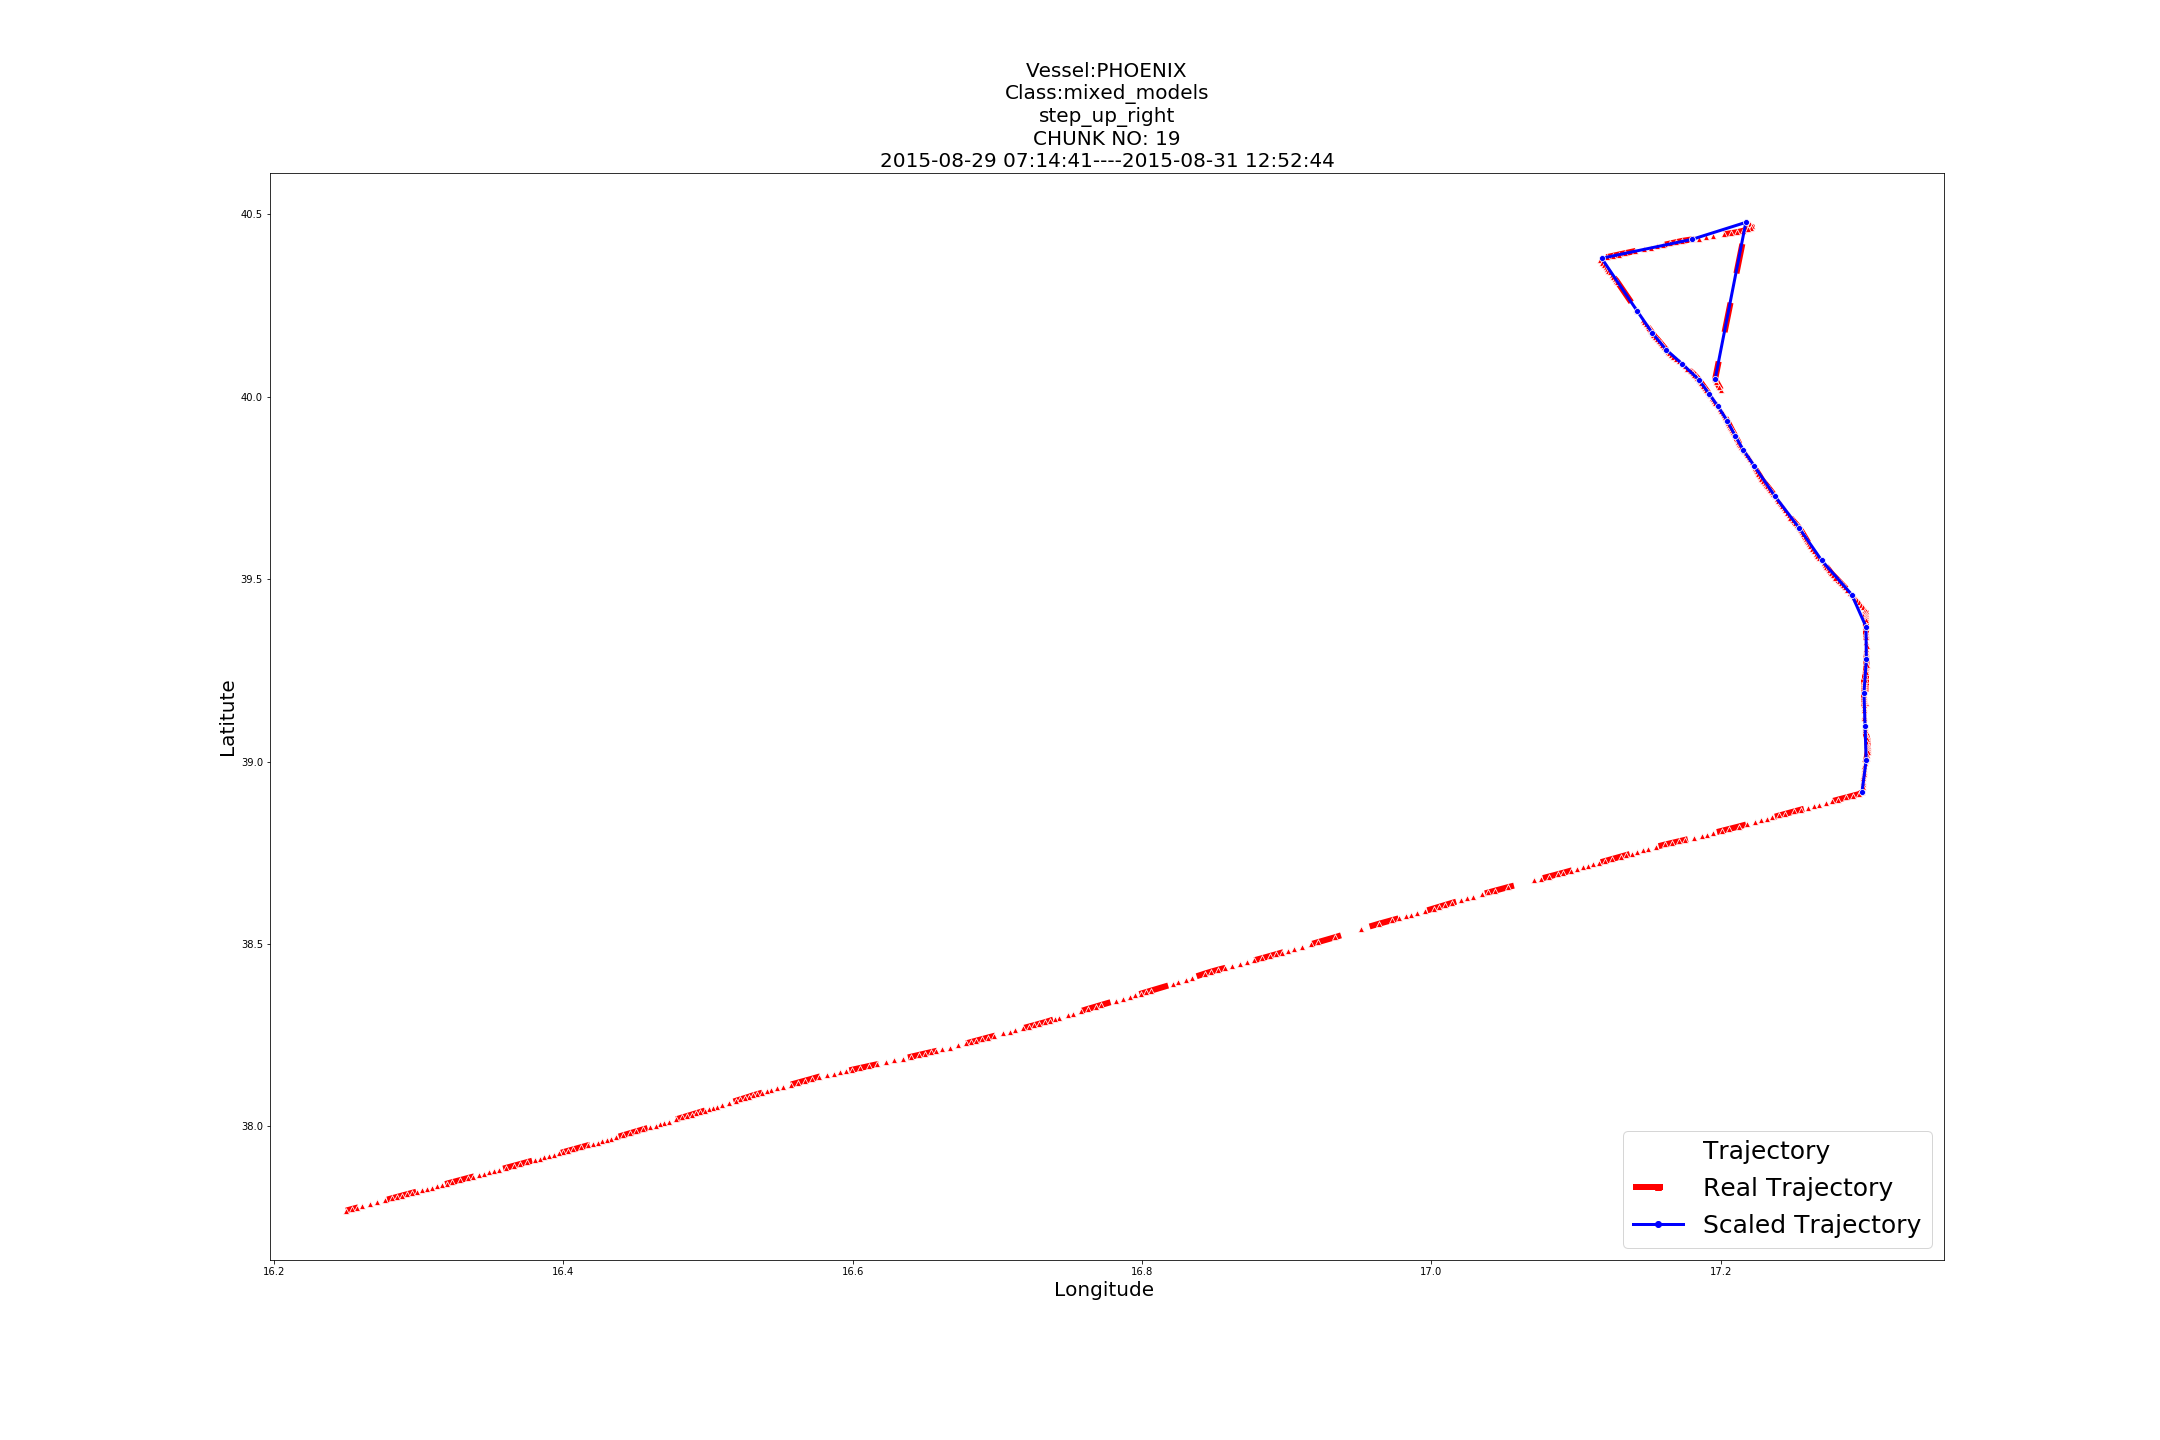 Vessel:PHOENIX
Class:mixed_models
step_up_right
CHUNK NO: 19
2015-08-29 07:14:41----2015-08-31 12:52:44
40.5
40.0
39.5
39.0
38.5
38.0
Latitute
16.2
16.4
16.6
16.8
17.0
17.2
Longitude
Trajectory
Real Trajectory
Scaled Trajectory